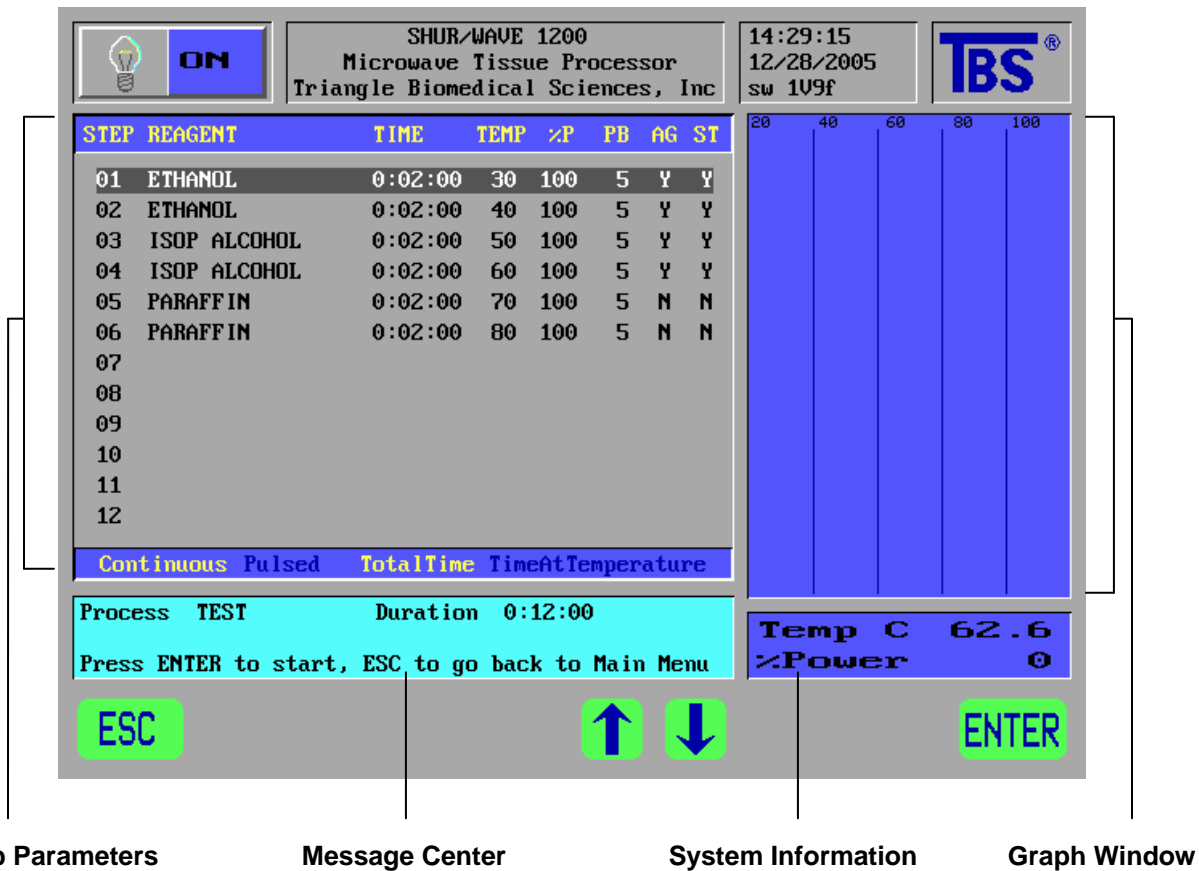 ON
SHUR/WAVE 1200
Microwave Tissue Processor
Triangle Biomedical Sciences, Inc
14:29:15
12/28/2005
sw 1V9f
TBS®
STEP REAGENT TIME TEMP %P PB AG ST
01 ETHANOL 0:02:00 30 100 5 Y Y
02 ETHANOL 0:02:00 40 100 5 Y Y
03 ISOP ALCOHOL 0:02:00 50 100 5 Y Y
04 ISOP ALCOHOL 0:02:00 60 100 5 Y Y
05 PARAFFIN 0:02:00 70 100 5 N N
06 PARAFFIN 0:02:00 80 100 5 N N
07
08
09
10
11
12
Continuous Pulsed TotalTime TimeAtTemperature
20 40 60 80 100
Process TEST Duration 0:12:00
Press ENTER to start, ESC to go back to Main Menu
Temp C 62.6
%Power 0
ESC
ENTER
p Parameters
Message Center
System Information
Graph Window